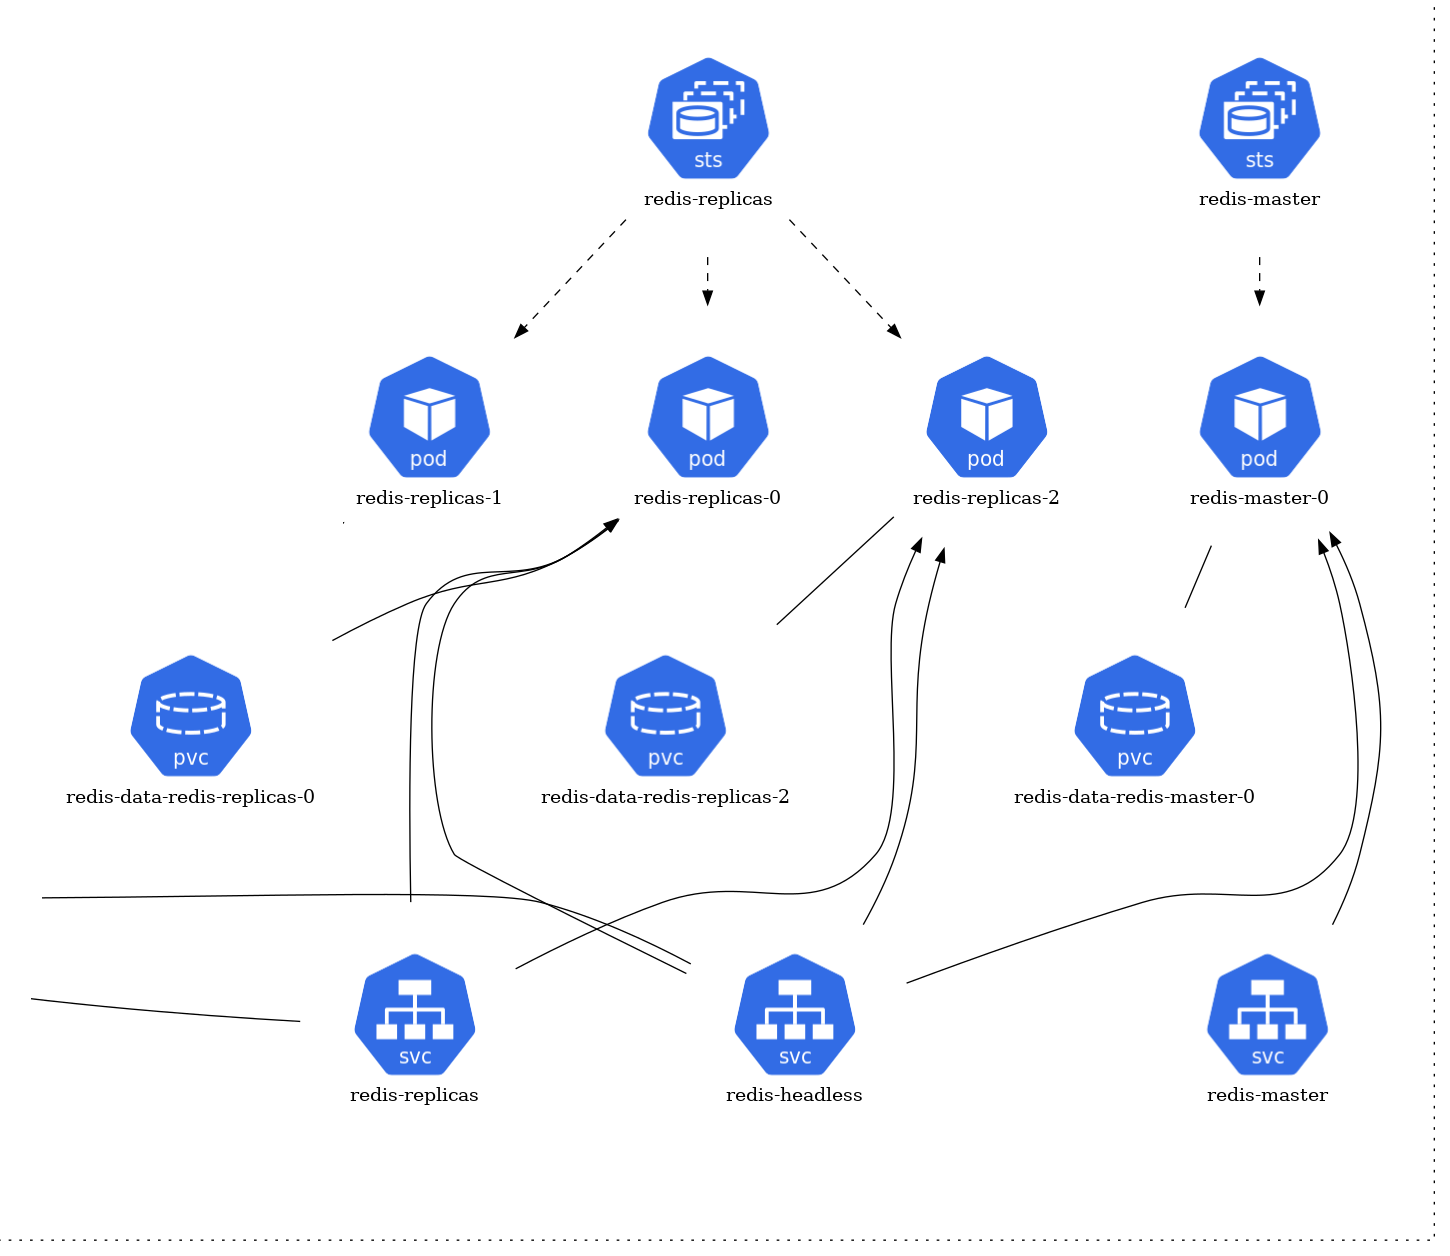 sts
sts
redis-replicas
redis-master
pod
pod
pod
pod
redis-replicas-1
redis-replicas-0
redis-replicas-2
redis-master-0
pvc
pvc
pvc
redis-data-redis-replicas-0
redis-data-redis-replicas-2
redis-data-redis-master-0
svc
svc
svc
redis-replicas
redis-headless
redis-master